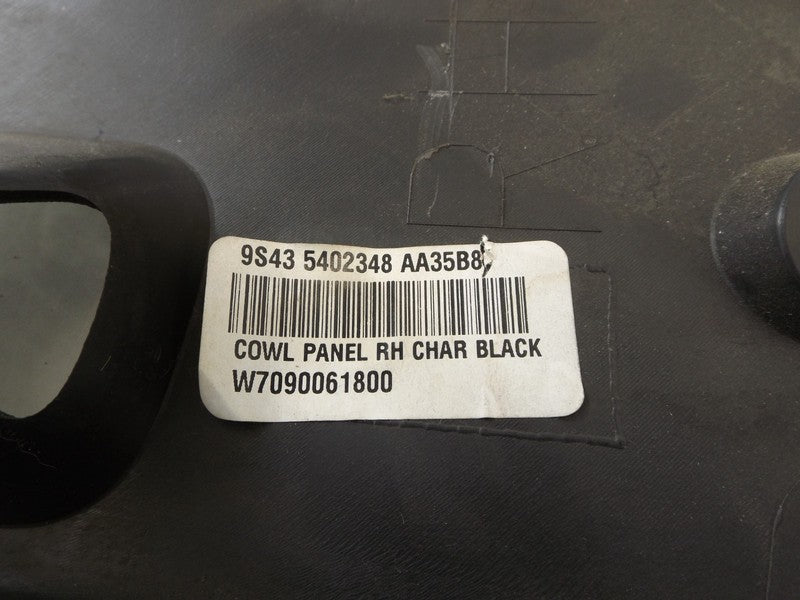 9S43 5402348 AA35B8
COWL PANEL RH CHAR BLACK
W7090061800